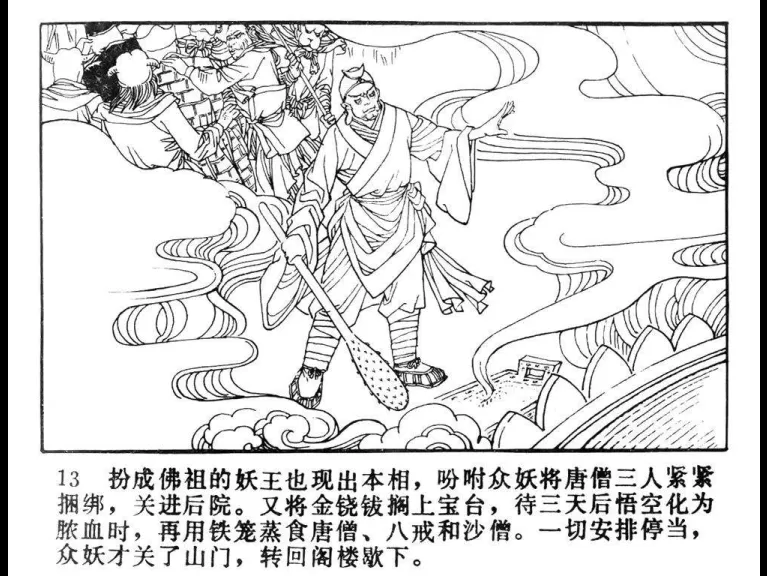 13 扮成佛祖的妖王也现出本相，吩咐众妖将唐僧三人紧紧
捆绑，关进后院。又将金铙钹搁上宝台，待三天后悟空化为
脓血时，再用铁笼蒸食唐僧、八戒和沙僧。一切安排停当，
众妖才关了山门，转回阁楼歇下。